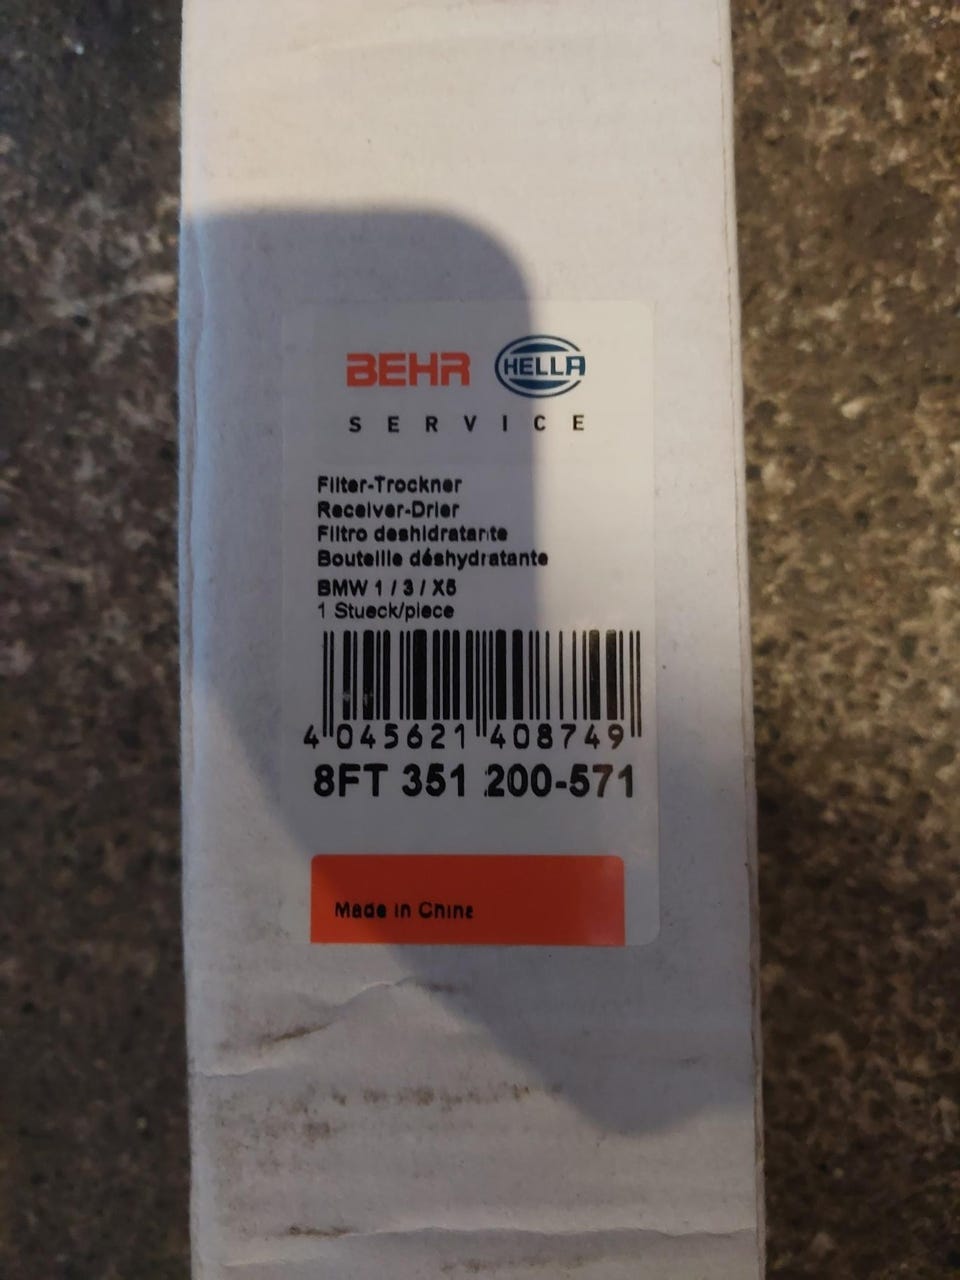 BEHR HELLA
SERVICE
Filter-Trockner
Receiver-Drier
Filtro deshidratante
Bouteille déshydratante
BMW 1 / 3 / X5
1 Stueck/piece
4 045621 408749
8FT 351 200-571
Made in China